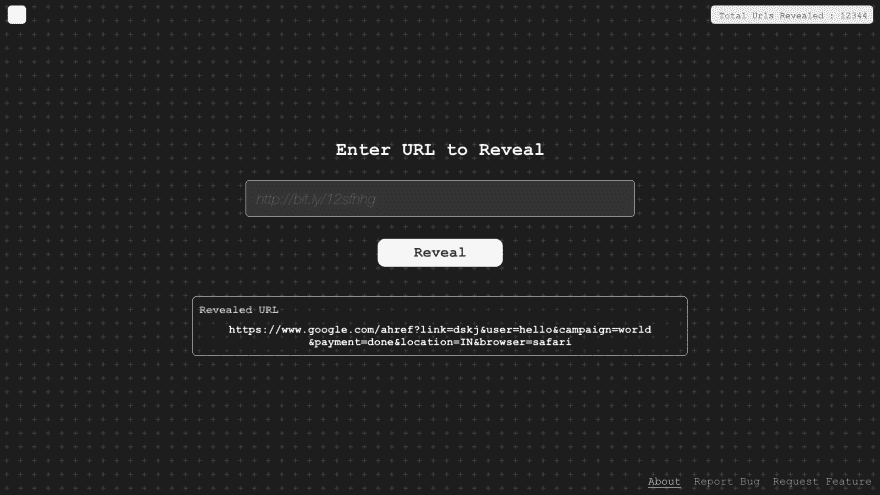 Total Urls Revealed : 12344
Enter URL to Reveal
http://bit.ly/12sfhhg
Reveal
Revealed URL
https://www.google.com/ahref?link=dskj&user=hello&campaign=world
&payment=done&location=IN&browser=safari
About Report Bug Request Feature